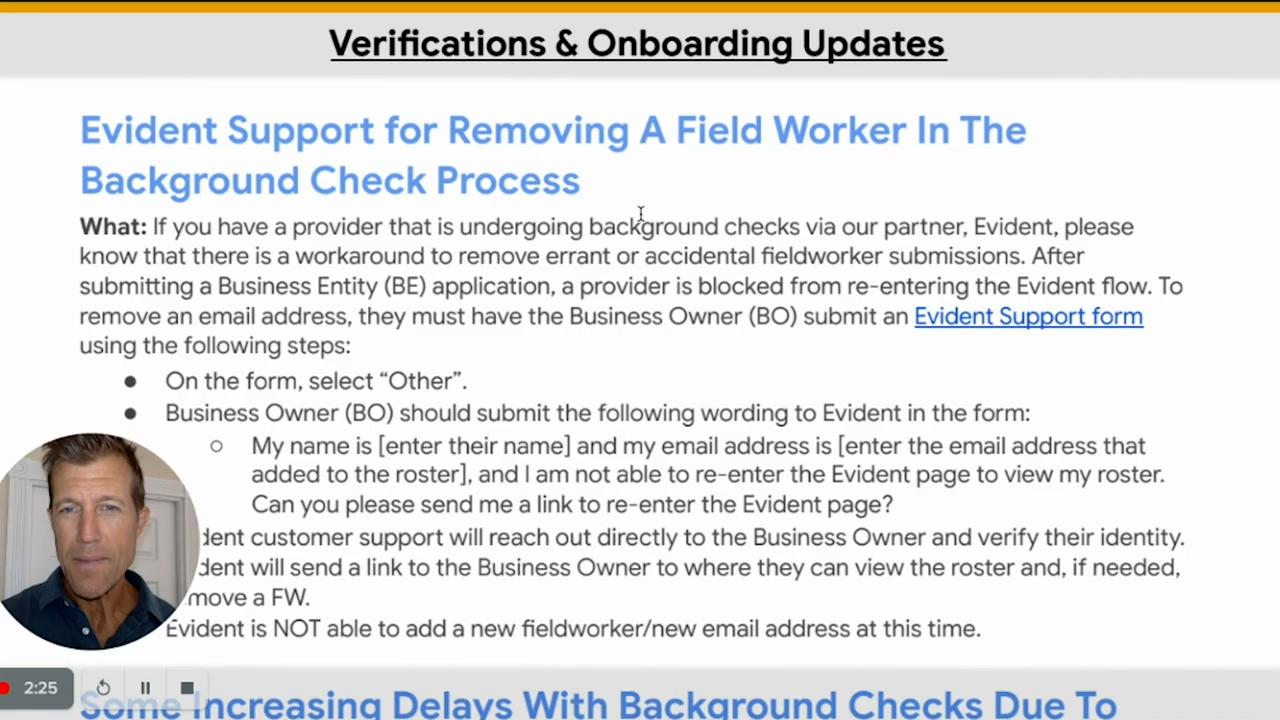 Verifications & Onboarding Updates
Evident Support for Removing A Field Worker In The
Background Check Process
What: If you have a provider that is undergoing background checks via our partner, Evident, please
know that there is a workaround to remove errant or accidental fieldworker submissions. After
submitting a Business Entity (BE) application, a provider is blocked from re-entering the Evident flow. To
remove an email address, they must have the Business Owner (BO) submit an Evident Support form
using the following steps:
● On the form, select “Other”.
● Business Owner (BO) should submit the following wording to Evident in the form:
○ My name is [enter their name] and my email address is [enter the email address that
added to the roster], and I am not able to re-enter the Evident page to view my roster.
Can you please send me a link to re-enter the Evident page?
dent customer support will reach out directly to the Business Owner and verify their identity.
dent will send a link to the Business Owner to where they can view the roster and, if needed,
move a FW.
Evident is NOT able to add a new fieldworker/new email address at this time.
2:25
Some Increasing Delays With Background Checks Due To